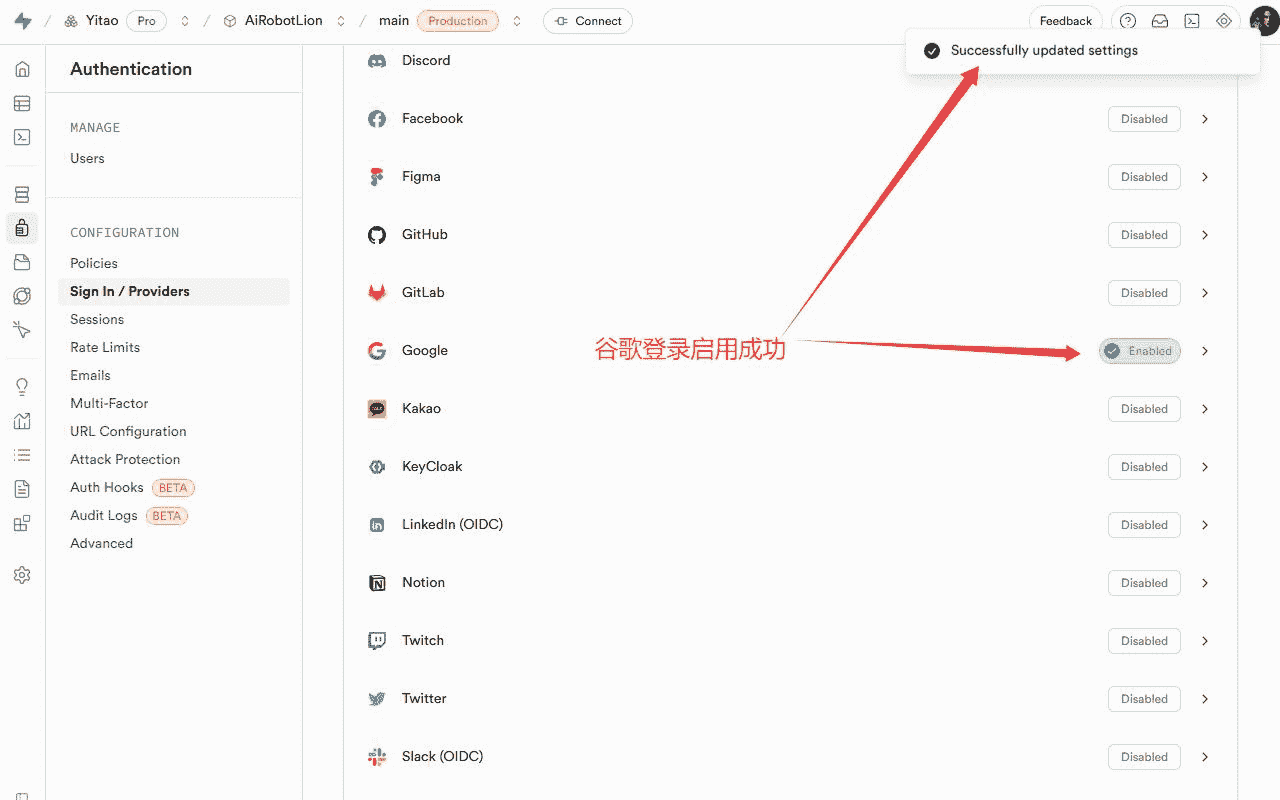 Yitao Pro AiRobotLion main Production Connect Feedback
Successfully updated settings
Authentication
MANAGE
Users
CONFIGURATION
Policies
Sign In / Providers
Sessions
Rate Limits
Emails
Multi-Factor
URL Configuration
Attack Protection
Auth Hooks BETA
Audit Logs BETA
Advanced
Discord
Facebook Disabled
Figma Disabled
GitHub Disabled
GitLab Disabled
Google 谷歌登录启用成功 Enabled
Kakao Disabled
KeyCloak Disabled
LinkedIn (OIDC) Disabled
Notion Disabled
Twitch Disabled
Twitter Disabled
Slack (OIDC) Disabled